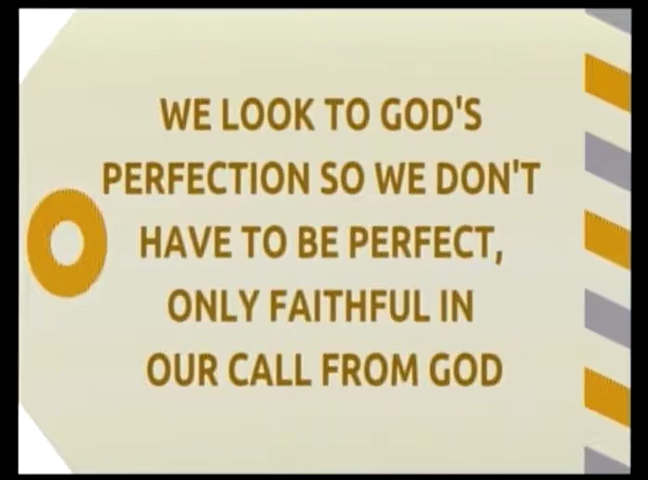 WE LOOK TO GOD'S
PERFECTION SO WE DON'T
HAVE TO BE PERFECT,
ONLY FAITHFUL IN
OUR CALL FROM GOD